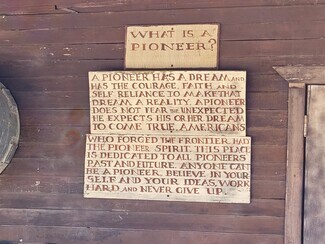 WHAT IS A
PIONEER?
A PIONEER HAS A DREAM, AND
HAS THE COURAGE, FAITH, AND
SELF RELIANCE TO MAKE THAT
DREAM A REALITY. A PIONEER
DOES NOT FEAR THE UNEXPECTED
HE EXPECTS HIS OR HER DREAM
TO COME TRUE. AMERICANS
WHO FORGED THE FRONTIER, HAD
THE PIONEER SPIRIT. THIS PLACE
IS DEDICATED TO ALL PIONEERS
PAST AND FUTURE. ANYONE CAN
BE A PIONEER. BELIEVE IN YOUR
SELF AND YOUR IDEAS, WORK
HARD, AND NEVER GIVE UP.